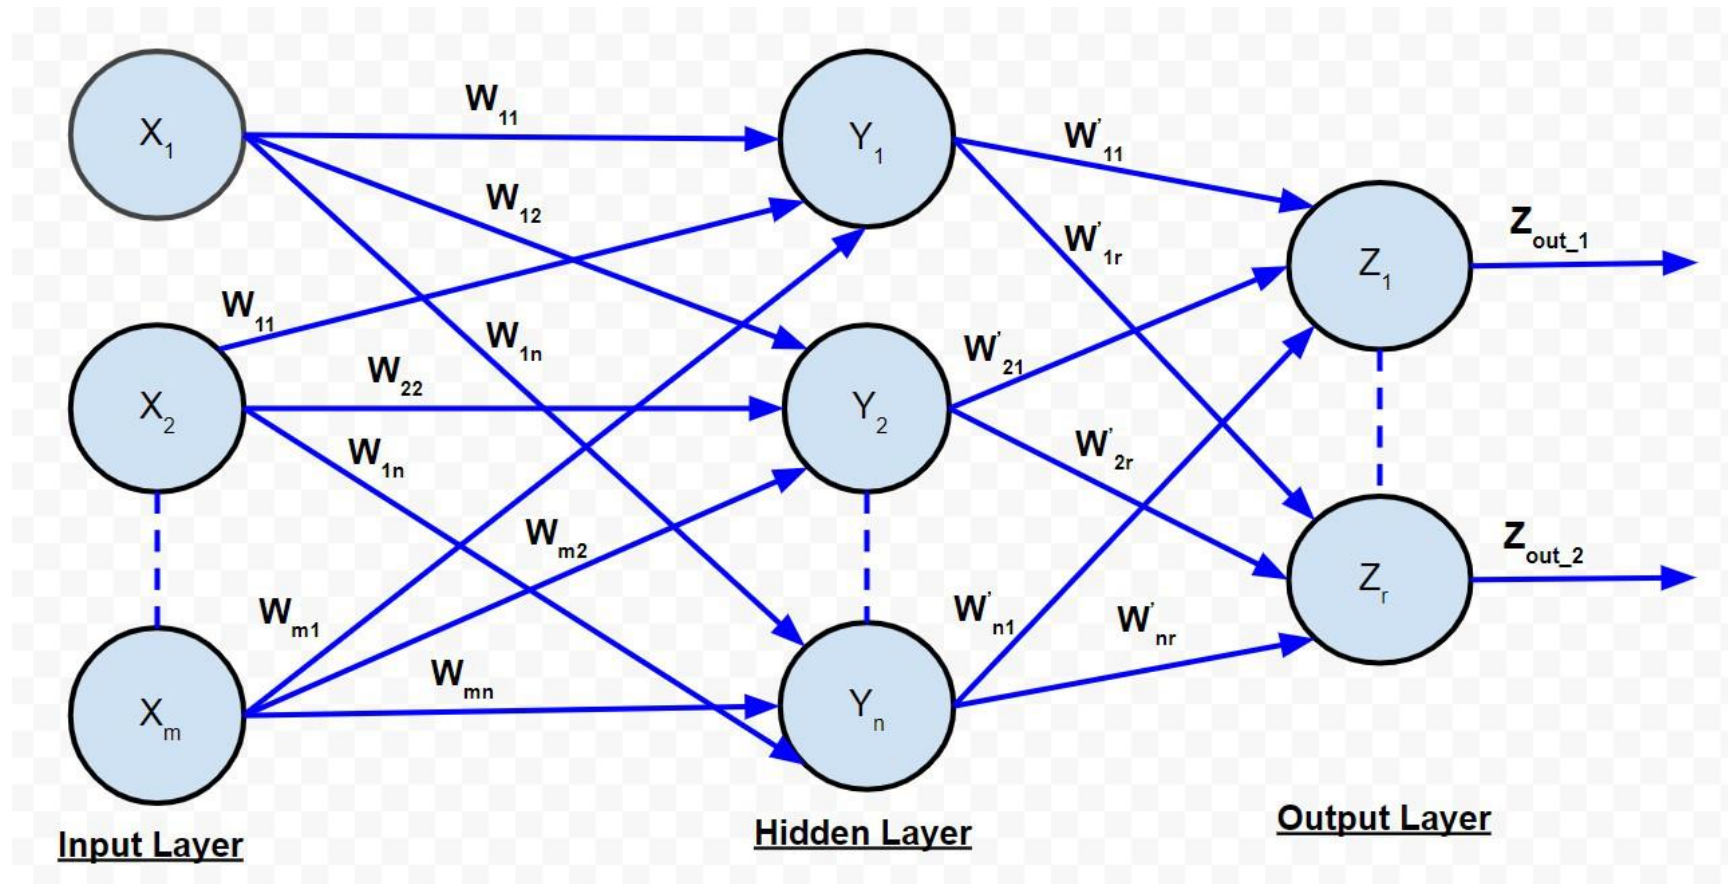 X1
W11
Y1
W'11
W12
W'1r
Z1
Zout_1
W11
W1n
X2
W22
Y2
W'21
W1n
W'2r
Wm2
Zr
Zout_2
Wm1
W'n1
W'nr
Xm
Wmn
Yn
Input Layer
Hidden Layer
Output Layer